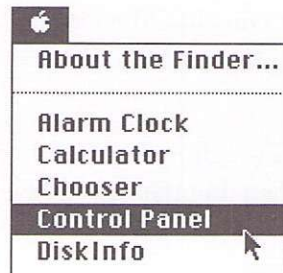 About the Finder...
Alarm Clock
Calculator
Chooser
Control Panel
DiskInfo